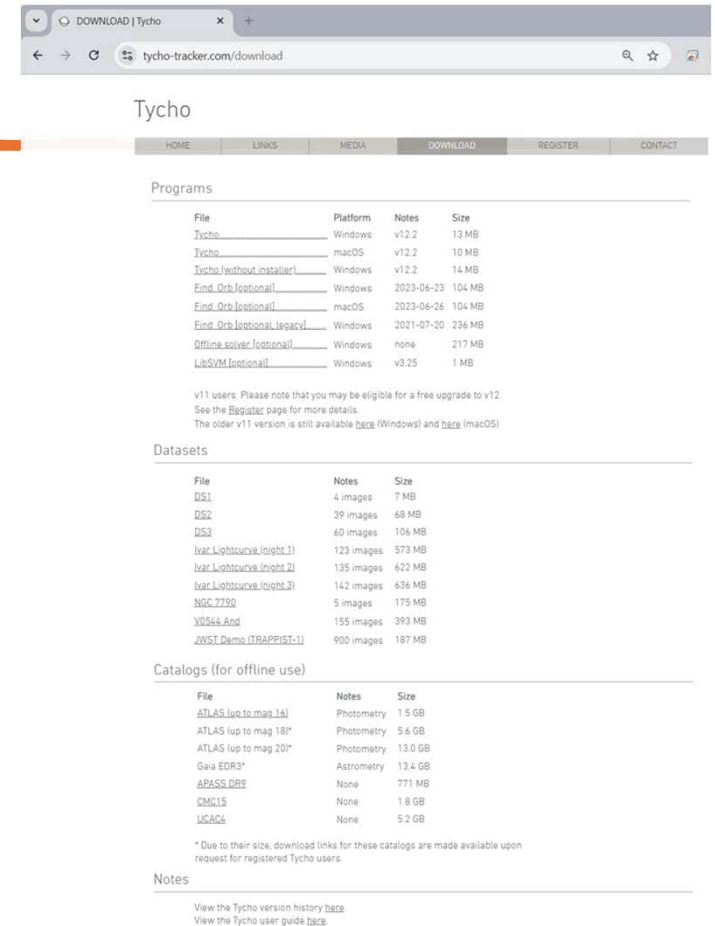 DOWNLOAD | Tycho
tycho-tracker.com/download
Tycho
HOME LINKS MEDIA DOWNLOAD REGISTER CONTACT
Programs
File Platform Notes Size
Tycho Windows v12.2 13 MB
Tycho macOS v12.2 10 MB
Tycho (without installer) Windows v12.2 14 MB
Find_Orb [optional] Windows 2023-06-23 104 MB
Find_Orb [optional] macOS 2023-06-26 104 MB
Find_Orb [optional, legacy] Windows 2021-07-20 236 MB
Offline solver [optional] Windows none 217 MB
LibSVM [optional] Windows v3.25 1 MB
v11 users: Please note that you may be eligible for a free upgrade to v12.
See the Register page for more details.
The older v11 version is still available here (Windows) and here (macOS)
Datasets
File Notes Size
DS1 4 images 7 MB
DS2 39 images 68 MB
DS3 60 images 106 MB
Ivar Lightcurve (night 1) 123 images 573 MB
Ivar Lightcurve (night 2) 135 images 622 MB
Ivar Lightcurve (night 3) 142 images 636 MB
NGC 7790 5 images 175 MB
V0544 And 155 images 393 MB
JWST Demo (TRAPPIST-1) 900 images 187 MB
Catalogs (for offline use)
File Notes Size
ATLAS (up to mag 16) Photometry 1.5 GB
ATLAS (up to mag 18)* Photometry 5.6 GB
ATLAS (up to mag 20)* Photometry 13.0 GB
Gaia EDR3* Astrometry 13.4 GB
APASS DR9 None 771 MB
CMC15 None 1.8 GB
UCAC4 None 5.2 GB
* Due to their size, download links for these catalogs are made available upon
request for registered Tycho users.
Notes
View the Tycho version history here.
View the Tycho user guide here.